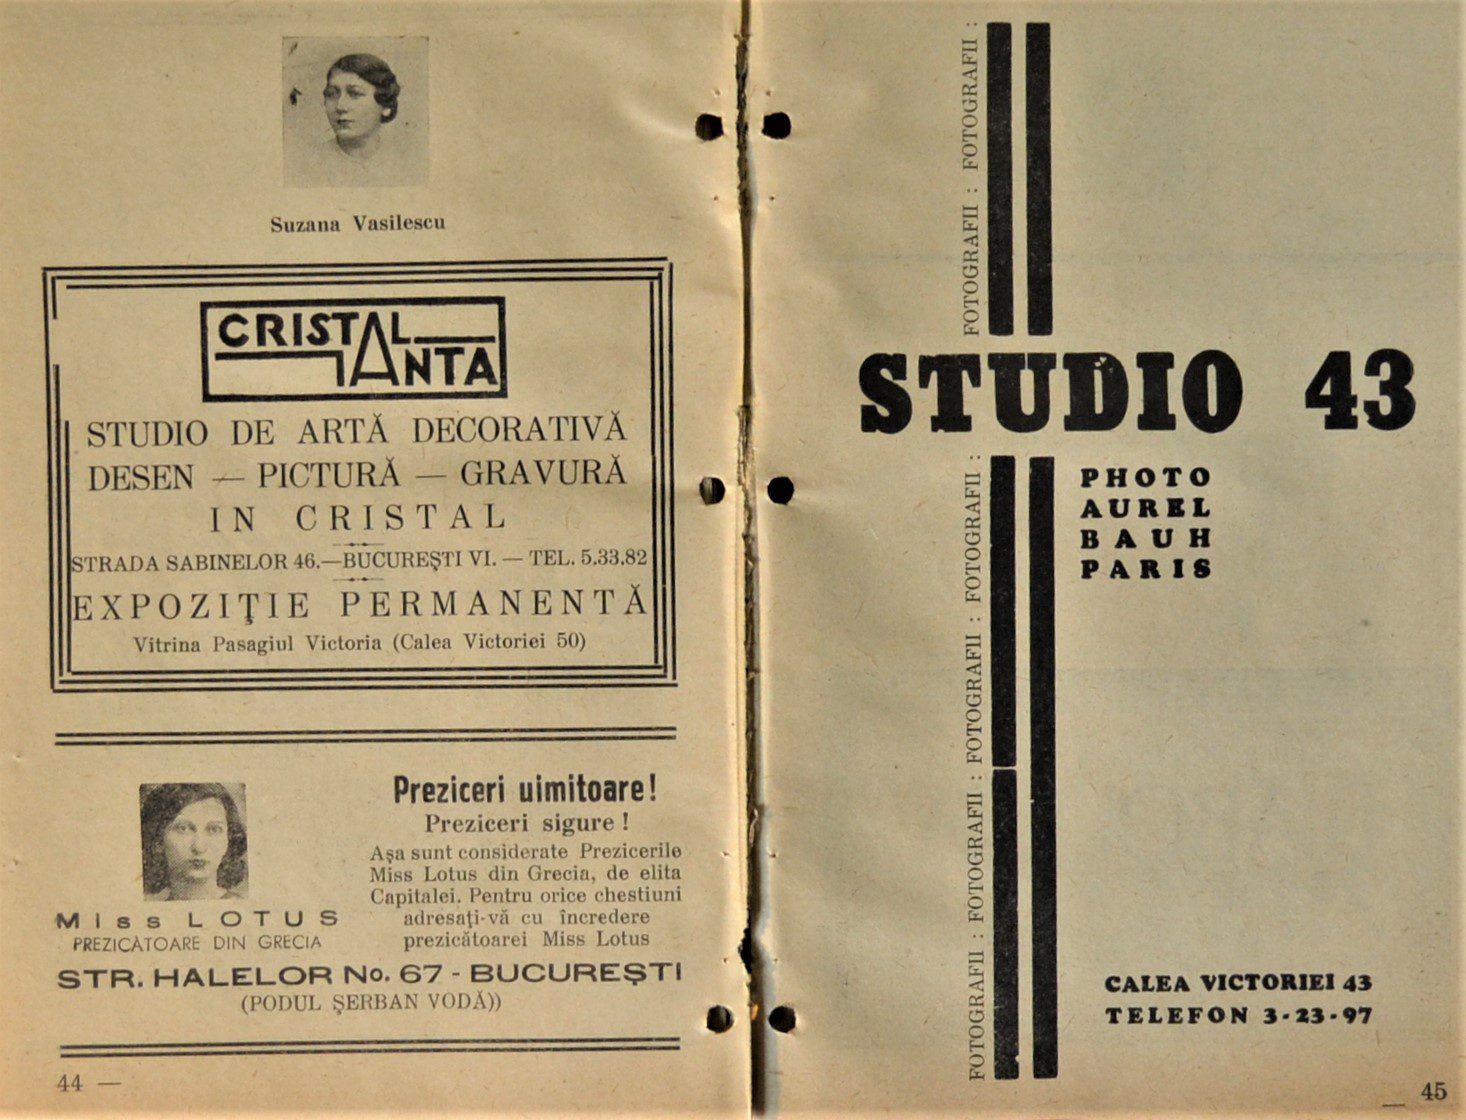 Suzana Vasilescu
CRISTAL
ANTA
STUDIO DE ARTĂ DECORATIVĂ
DESEN — PICTURĂ — GRAVURĂ
IN CRISTAL
STRADA SABINELOR 46.—BUCUREŞTI VI. — TEL. 5.33.82
EXPOZIŢIE PERMANENTĂ
Vitrina Pasagiul Victoria (Calea Victoriei 50)
Preziceri uimitoare!
Preziceri sigure !
Aşa sunt considerate Prezicerile
Miss Lotus din Grecia, de elita
Capitalei. Pentru orice chestiuni
adresaţi-vă cu încredere
prezicătoarei Miss Lotus
Miss LOTUS
PREZICĂTOARE DIN GRECIA
STR. HALELOR No. 67 - BUCUREŞTI
(PODUL ŞERBAN VODĂ))
44 —
FOTOGRAFII : FOTOGRAFII :
STUDIO 43
FOTOGRAFII : FOTOGRAFII : FOTOGRAFII : FOTOGRAFII :
PHOTO
AUREL
BAUH
PARIS
CALEA VICTORIEI 43
TELEFON 3-23-97
— 45